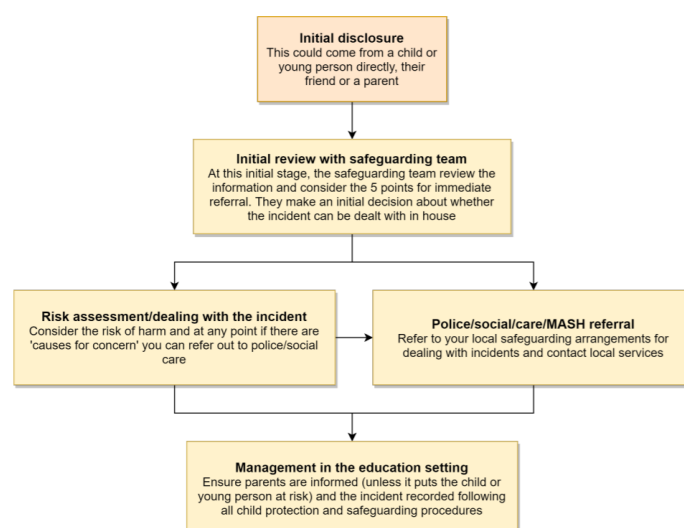 Initial disclosure
This could come from a child or
young person directly, their
friend or a parent
Initial review with safeguarding team
At this initial stage, the safeguarding team review the
information and consider the 5 points for immediate
referral. They make an initial decision about whether
the incident can be dealt with in house
Risk assessment/dealing with the incident
Consider the risk of harm and at any point if there are
'causes for concern' you can refer out to police/social
care
Police/social/care/MASH referral
Refer to your local safeguarding arrangements for
dealing with incidents and contact local services
Management in the education setting
Ensure parents are informed (unless it puts the child or
young person at risk) and the incident recorded following
all child protection and safeguarding procedures